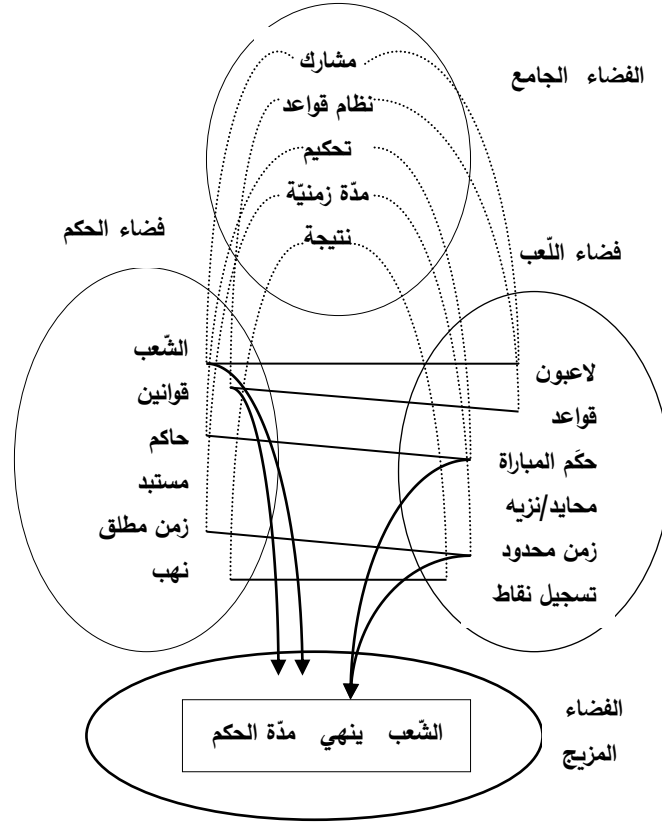 مشارك
نظام قواعد
تحكيم
مدّة زمنيّة
نتيجة
الفضاء الجامع
فضاء اللّعب
فضاء الحكم
لاعبون
قواعد
حكَم المباراة
محايد/نزيه
زمن محدود
تسجيل نقاط
الشّعب
قوانين
حاكم
مستبد
زمن مطلق
نهب
الفضاء
المزيج
الشّعب ينهي مدّة الحكم